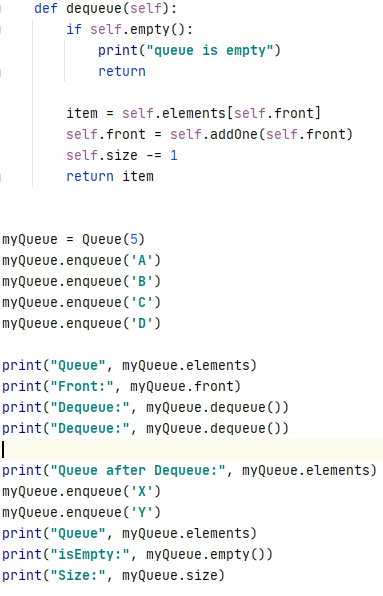 def dequeue(self):
if self.empty():
print("queue is empty")
return
item = self.elements[self.front]
self.front = self.addOne(self.front)
self.size -= 1
return item
myQueue = Queue(5)
myQueue.enqueue('A')
myQueue.enqueue('B')
myQueue.enqueue('C')
myQueue.enqueue('D')
print("Queue", myQueue.elements)
print("Front:", myQueue.front)
print("Dequeue:", myQueue.dequeue())
print("Dequeue:", myQueue.dequeue())
print("Queue after Dequeue:", myQueue.elements)
myQueue.enqueue('X')
myQueue.enqueue('Y')
print("Queue", myQueue.elements)
print("isEmpty:", myQueue.empty())
print("Size:", myQueue.size)